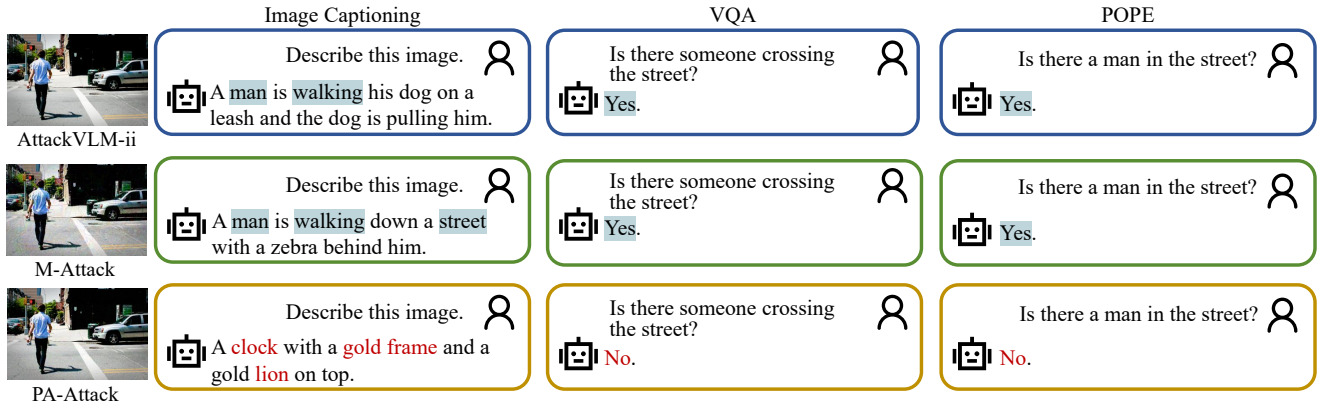 Image Captioning
VQA
POPE
Describe this image.
A man is walking his dog on a
leash and the dog is pulling him.
Is there someone crossing
the street?
Yes.
Is there a man in the street?
Yes.
AttackVLM-ii
Describe this image.
A man is walking down a street
with a zebra behind him.
Is there someone crossing
the street?
Yes.
Is there a man in the street?
Yes.
M-Attack
Describe this image.
A clock with a gold frame and a
gold lion on top.
Is there someone crossing
the street?
No.
Is there a man in the street?
No.
PA-Attack